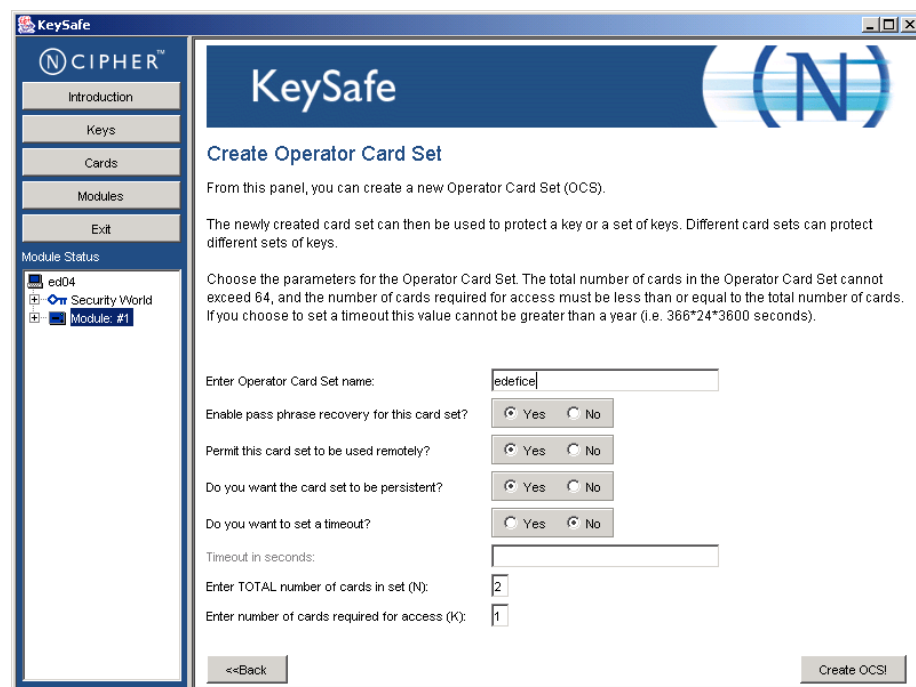 KeySafe
NCIPHER™
Introduction
Keys
Cards
Modules
Exit
Module Status
ed04
Security World
Module: #1
KeySafe
(N)
Create Operator Card Set
From this panel, you can create a new Operator Card Set (OCS).
The newly created card set can then be used to protect a key or a set of keys. Different card sets can protect
different sets of keys.
Choose the parameters for the Operator Card Set. The total number of cards in the Operator Card Set cannot
exceed 64, and the number of cards required for access must be less than or equal to the total number of cards.
If you choose to set a timeout this value cannot be greater than a year (i.e. 366*24*3600 seconds).
Enter Operator Card Set name: edefice
Enable pass phrase recovery for this card set? Yes No
Permit this card set to be used remotely? Yes No
Do you want the card set to be persistent? Yes No
Do you want to set a timeout? Yes No
Timeout in seconds:
Enter TOTAL number of cards in set (N): 2
Enter number of cards required for access (K): 1
<<Back
Create OCS!